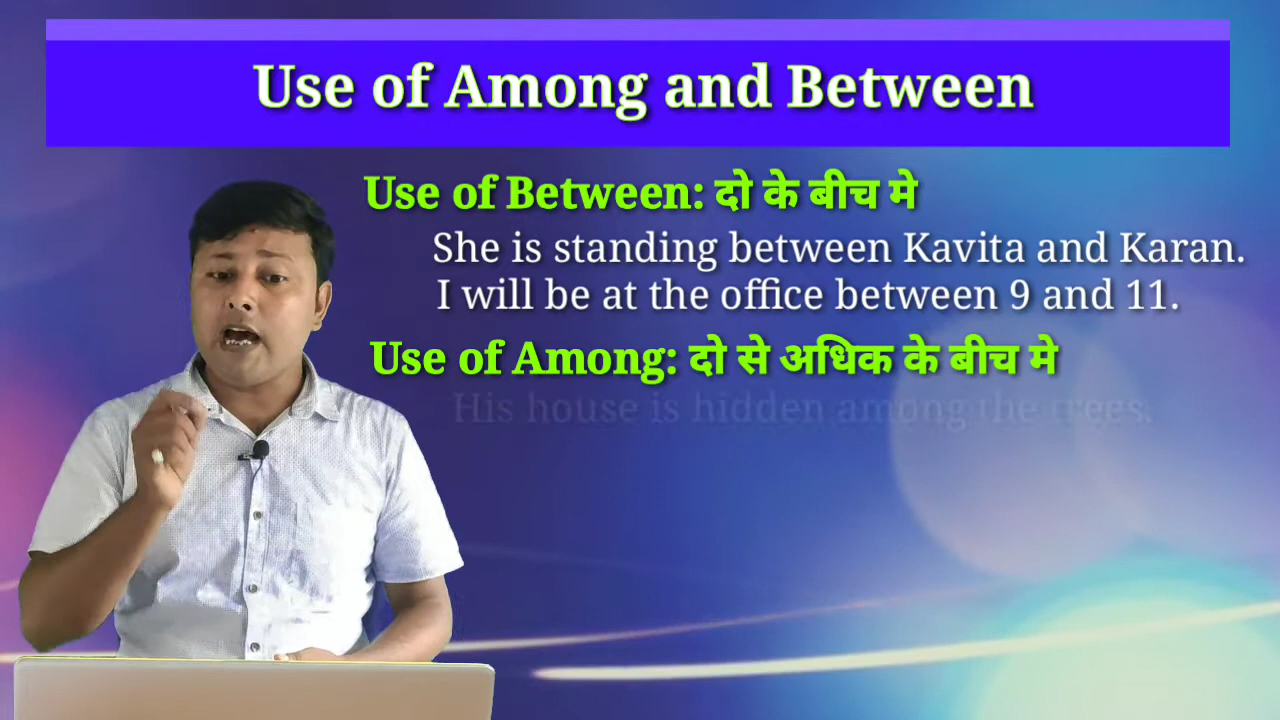 Use of Among and Between
Use of Between: दो के बीच मे
She is standing between Kavita and Karan.
I will be at the office between 9 and 11.
Use of Among: दो से अधिक के बीच मे
His house is hidden among the trees.